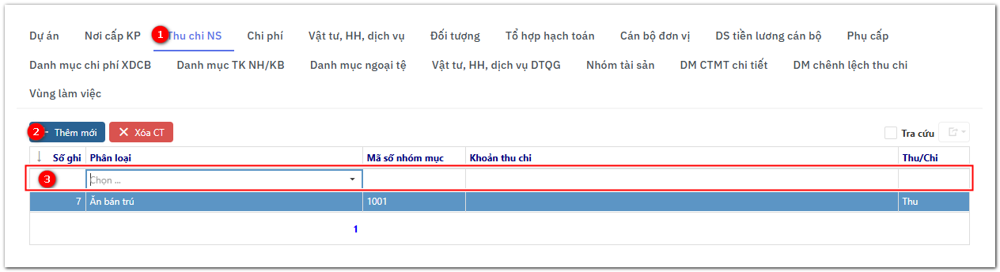 Dự án Nơi cấp KP 1 Thu chi NS Chi phí Vật tư, HH, dịch vụ Đối tượng Tổ hợp hạch toán Cán bộ đơn vị DS tiền lương cán bộ Phụ cấp
Danh mục chi phí XDCB Danh mục TK NH/KB Danh mục ngoại tệ Vật tư, HH, dịch vụ DTQG Nhóm tài sản DM CTMT chi tiết DM chênh lệch thu chi
Vùng làm việc
2 Thêm mới Xóa CT Tra cứu
Số ghi Phân loại Mã số nhóm mục Khoản thu chi Thu/Chi
3 Chọn ...
7 Ăn bán trú 1001 Thu
1